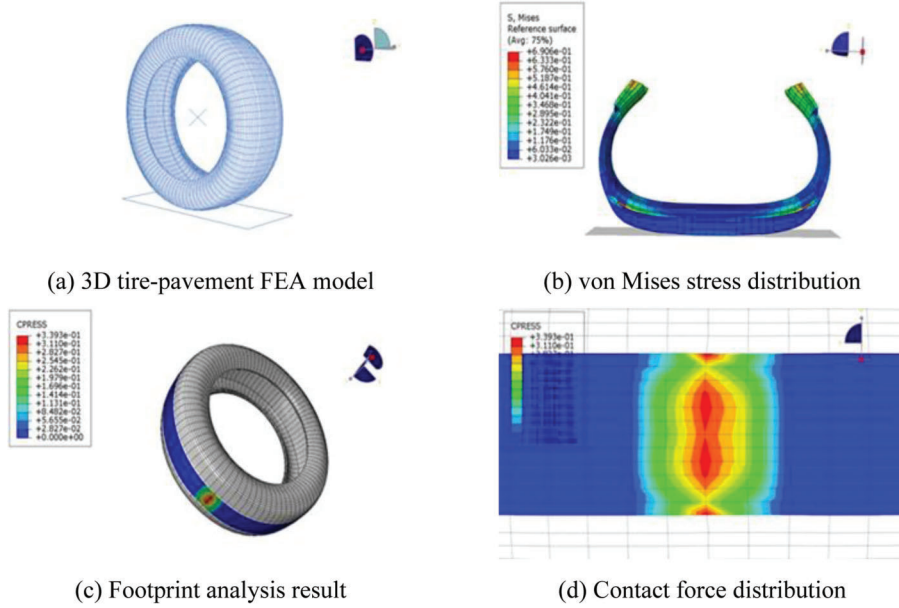 S, Mises
Reference surface
(Avg: 75%)
+6.906e-01
+6.333e-01
+5.760e-01
+5.187e-01
+4.614e-01
+4.041e-01
+3.468e-01
+2.895e-01
+2.322e-01
+1.749e-01
+1.176e-01
+6.033e-02
+3.026e-03
(a) 3D tire-pavement FEA model
(b) von Mises stress distribution
CPRESS
+3.393e-01
+3.110e-01
+2.827e-01
+2.545e-01
+2.262e-01
+1.979e-01
+1.696e-01
+1.414e-01
+1.131e-01
+8.482e-02
+5.655e-02
+2.827e-02
+0.000e+00
CPRESS
+3.393e-01
+3.110e-01
(c) Footprint analysis result
(d) Contact force distribution